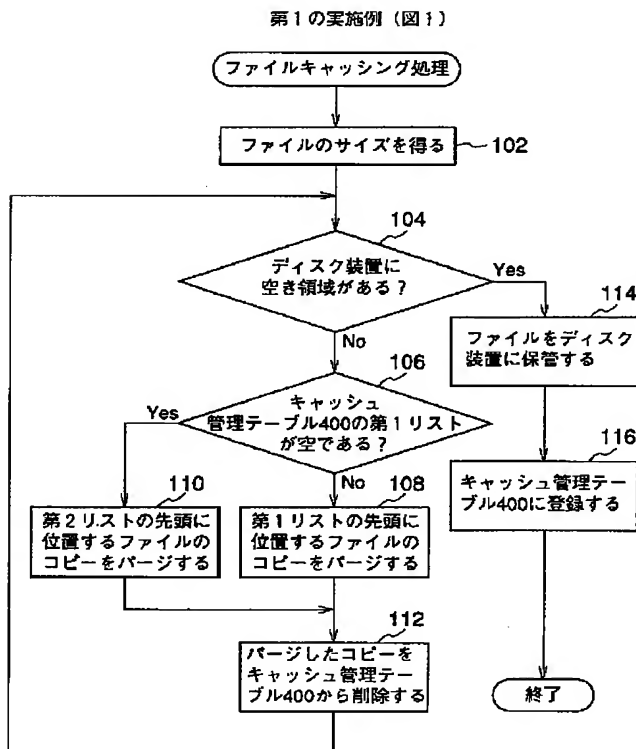 第1の実施例（図1）
ファイルキャッシング処理
ファイルのサイズを得る
102
104
ディスク装置に
空き領域がある？
Yes
No
114
ファイルをディスク
装置に保管する
106
キャッシュ
管理テーブル400の第1リスト
が空である？
Yes
No
116
キャッシュ管理テー
ブル400に登録する
110
第2リストの先頭に
位置するファイルの
コピーをパージする
108
第1リストの先頭に
位置するファイルの
コピーをパージする
112
パージしたコピーを
キャッシュ管理テー
ブル400から削除する
終了